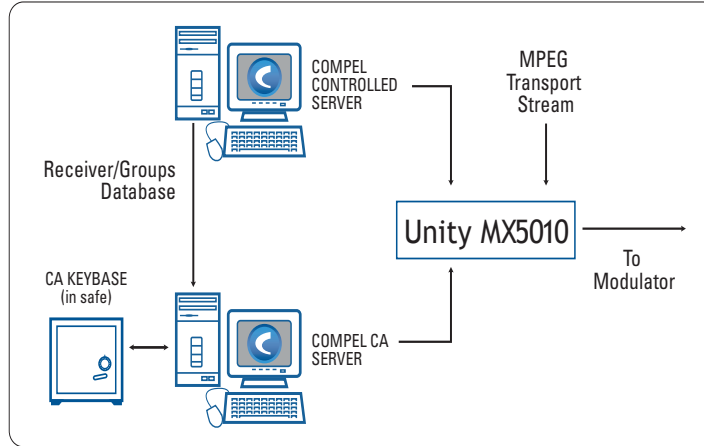 COMPEL
CONTROLLED
SERVER
MPEG
Transport
Stream
Receiver/Groups
Database
Unity MX5010
To
Modulator
CA KEYBASE
(in safe)
COMPEL CA
SERVER